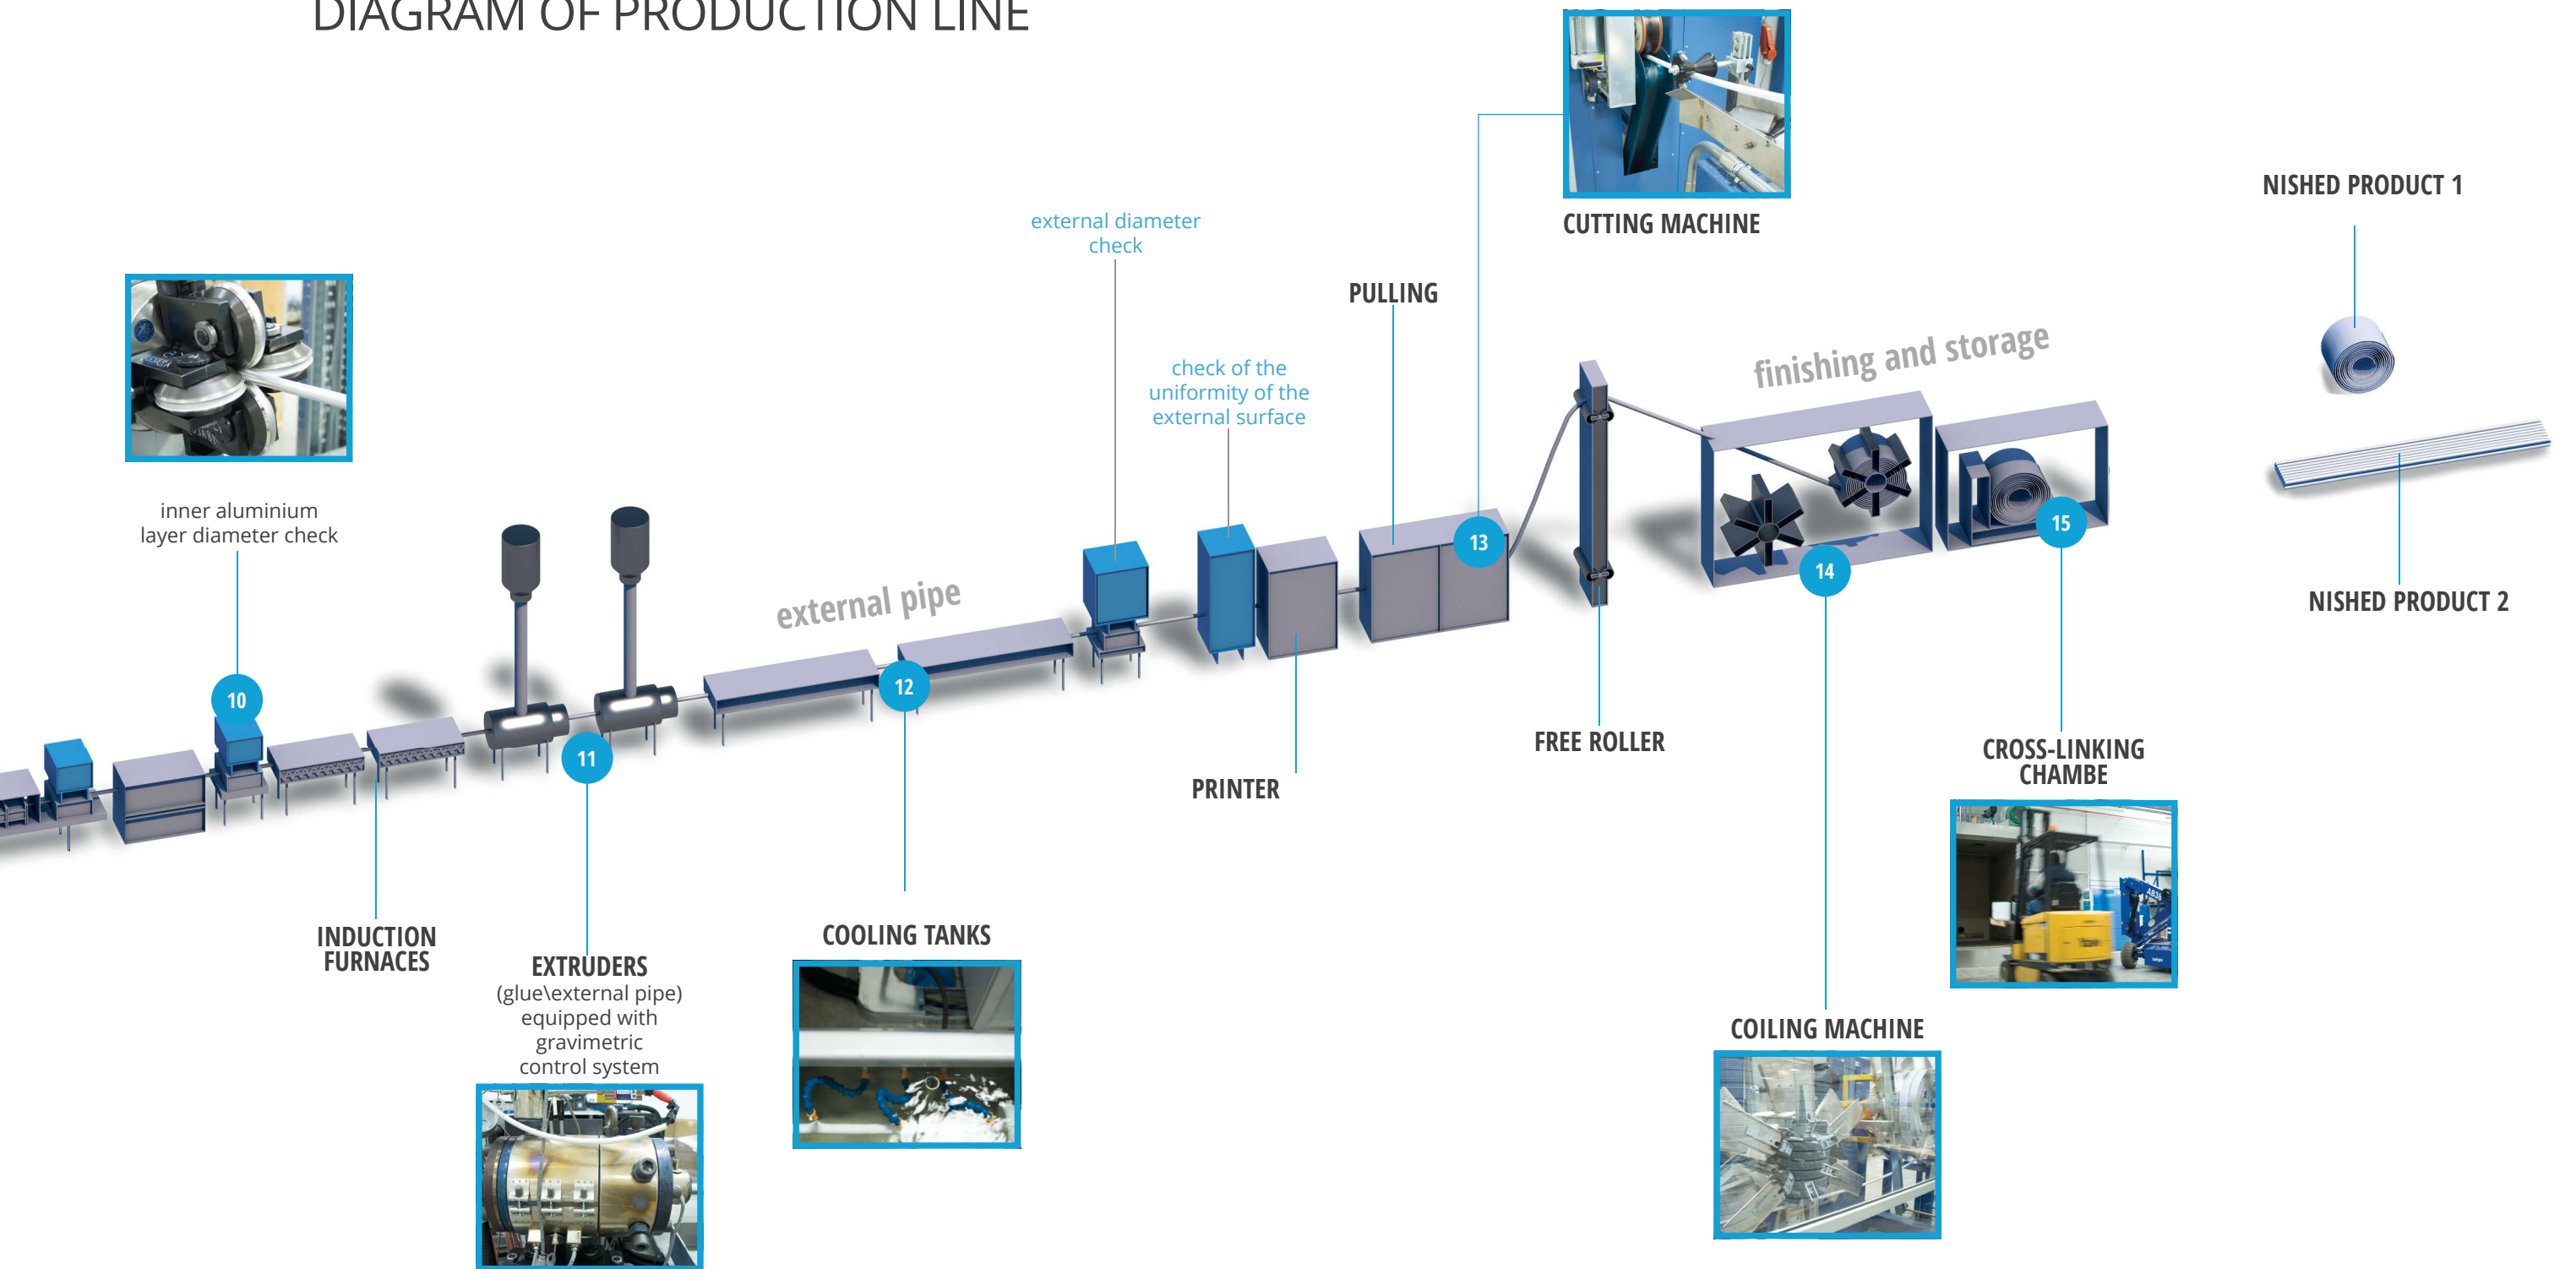 DIAGRAM OF PRODUCTION LINE
inner aluminium
layer diameter check
10
INDUCTION
FURNACES
11
EXTRUDERS
(glue\external pipe)
equipped with
gravimetric
control system
external pipe
12
COOLING TANKS
external diameter
check
check of the
uniformity of the
external surface
PRINTER
PULLING
13
CUTTING MACHINE
FREE ROLLER
finishing and storage
14
COILING MACHINE
15
CROSS-LINKING
CHAMBE
NISHED PRODUCT 1
NISHED PRODUCT 2